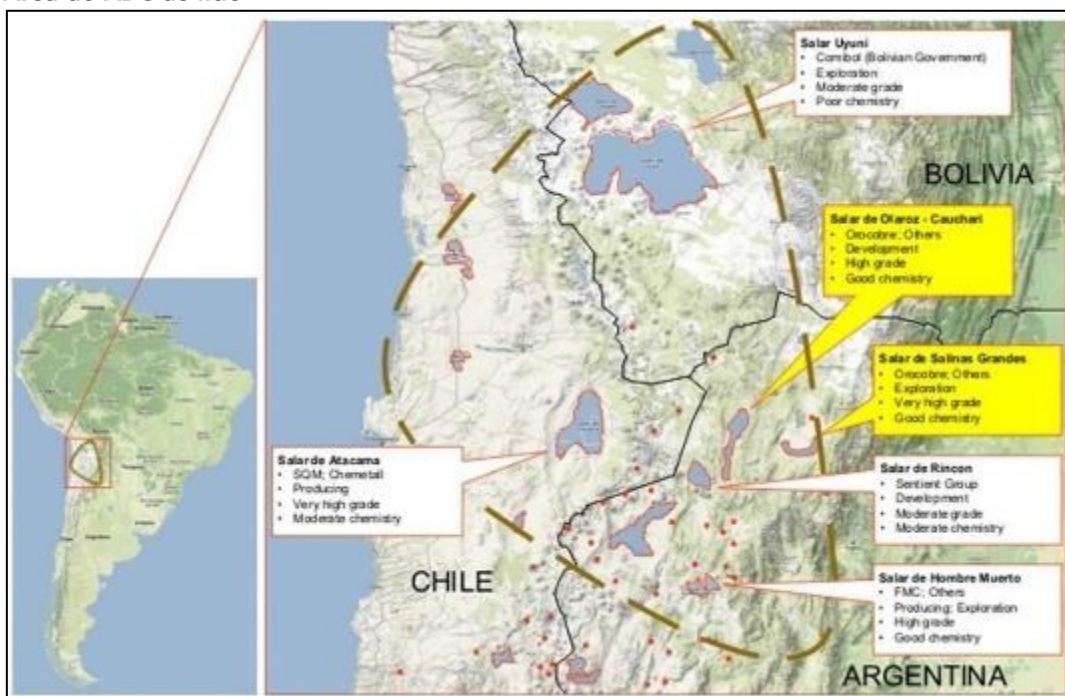 Salar Uyuni
• Comibol (Bolivian Government)
• Exploration
• Moderate grade
• Poor chemistry
BOLIVIA
Salar de Olaroz - Cauchari
• Orocobre; Others
• Development
• High grade
• Good chemistry
Salar de Salinas Grandes
• Orocobre; Others
• Exploration
• Very high grade
• Good chemistry
Salar de Atacama
• SQM; Chemetall
• Producing
• Very high grade
• Moderate chemistry
Salar de Rincon
• Sentient Group
• Development
• Moderate grade
• Moderate chemistry
CHILE
Salar de Hombre Muerto
• FMC; Others
• Producing; Exploration
• High grade
• Good chemistry
ARGENTINA